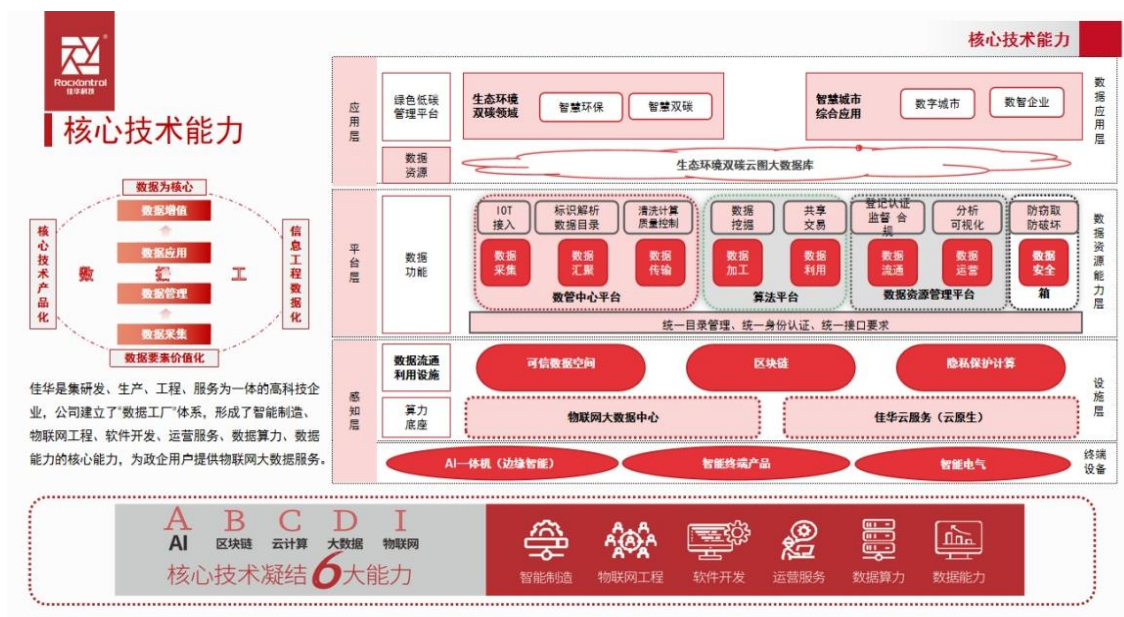 核心技术能力
Rockontrol
佳华科技
核心技术能力
数据为核心
数据增值
数据应用
数据管理
数据采集
数据要素价值化
核心技术产品化
信息工程数据化
数
工
佳华是集研发、生产、工程、服务为一体的高科技企
业，公司建立了“数据工厂”体系，形成了智能制造、
物联网工程、软件开发、运营服务、数据算力、数据
能力的核心能力，为政企用户提供物联网大数据服务。
应用层
绿色低碳
管理平台
生态环境
双碳领域
智慧环保
智慧双碳
智慧城市
综合应用
数字城市
数智企业
数据应用层
数据
资源
生态环境双碳云图大数据库
平台层
数据
功能
IOT
接入
标识解析
数据目录
清洗计算
质量控制
数据
挖掘
共享
交易
登记认证
监督 合
规
分析
可视化
防窃取
防破坏
数据
采集
数据
汇聚
数据
传输
数据
加工
数据
利用
数据
流通
数据
运营
数据
安全
数管中心平台
算法平台
数据资源管理平台
箱
统一目录管理、统一身份认证、统一接口要求
数据资源能力层
感知层
数据流通
利用设施
可信数据空间
区块链
隐私保护计算
设施层
算力
底座
物联网大数据中心
佳华云服务（云原生）
AI一体机（边缘智能）
智能终端产品
智能电气
终端
设备
A B C D I
AI 区块链 云计算 大数据 物联网
核心技术凝结6大能力
智能制造 物联网工程 软件开发 运营服务 数据算力 数据能力